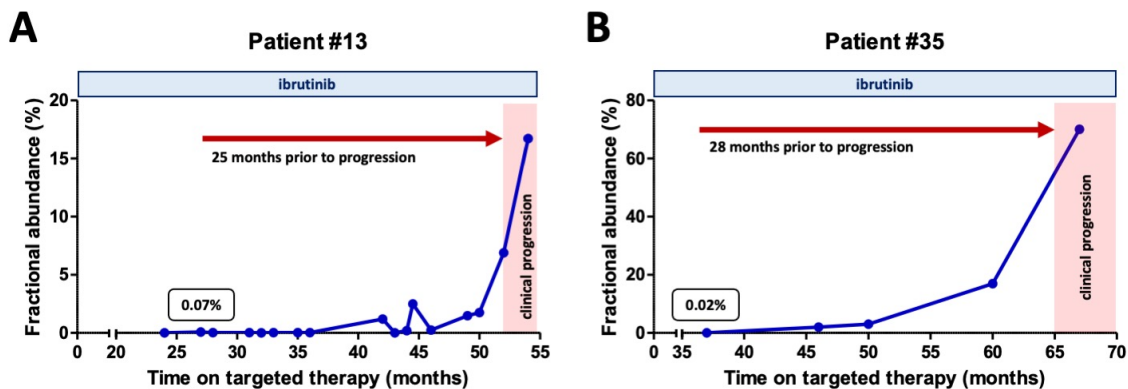 A
Patient #13
ibrutinib
Fractional abundance (%)
20
15
10
5
0
25 months prior to progression
0.07%
clinical progression
0 20 25 30 35 40 45 50 55
Time on targeted therapy (months)
B
Patient #35
ibrutinib
Fractional abundance (%)
80
60
40
20
0
28 months prior to progression
0.02%
clinical progression
0 35 40 45 50 55 60 65 70
Time on targeted therapy (months)